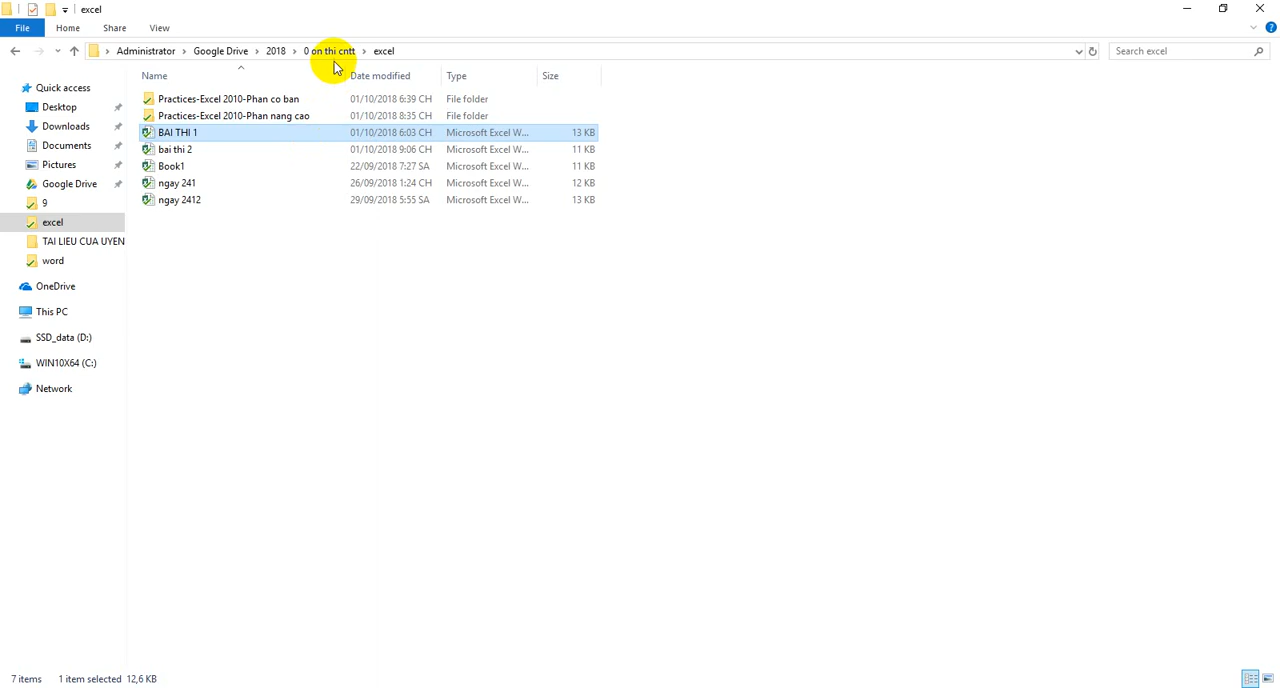 excel
File Home Share View
Administrator Google Drive 2018 0 on thi cntt excel
Search excel
Name Date modified Type Size
Quick access
Desktop
Downloads
Documents
Pictures
Google Drive
9
excel
TAI LIEU CUA UYEN
word
OneDrive
This PC
SSD_data (D:)
WIN10X64 (C:)
Network
Practices-Excel 2010-Phan co ban 01/10/2018 6:39 CH File folder
Practices-Excel 2010-Phan nang cao 01/10/2018 8:35 CH File folder
BAI THI 1 01/10/2018 6:03 CH Microsoft Excel W... 13 KB
bai thi 2 01/10/2018 9:06 CH Microsoft Excel W... 11 KB
Book1 22/09/2018 7:27 SA Microsoft Excel W... 11 KB
ngay 241 26/09/2018 1:24 CH Microsoft Excel W... 12 KB
ngay 2412 29/09/2018 5:55 SA Microsoft Excel W... 13 KB
7 items 1 item selected 12,6 KB